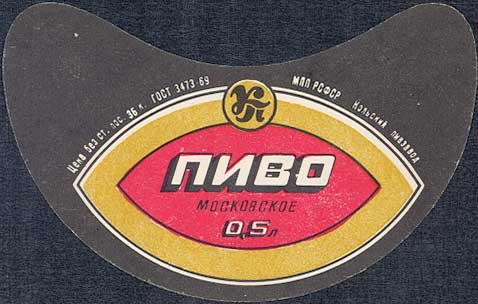 Цена без ст. пос. 36 к. ГОСТ 3473-69
МПП РСФСР Кольский пивзавод
ПИВО
МОСКОВСКОЕ
0,5 л